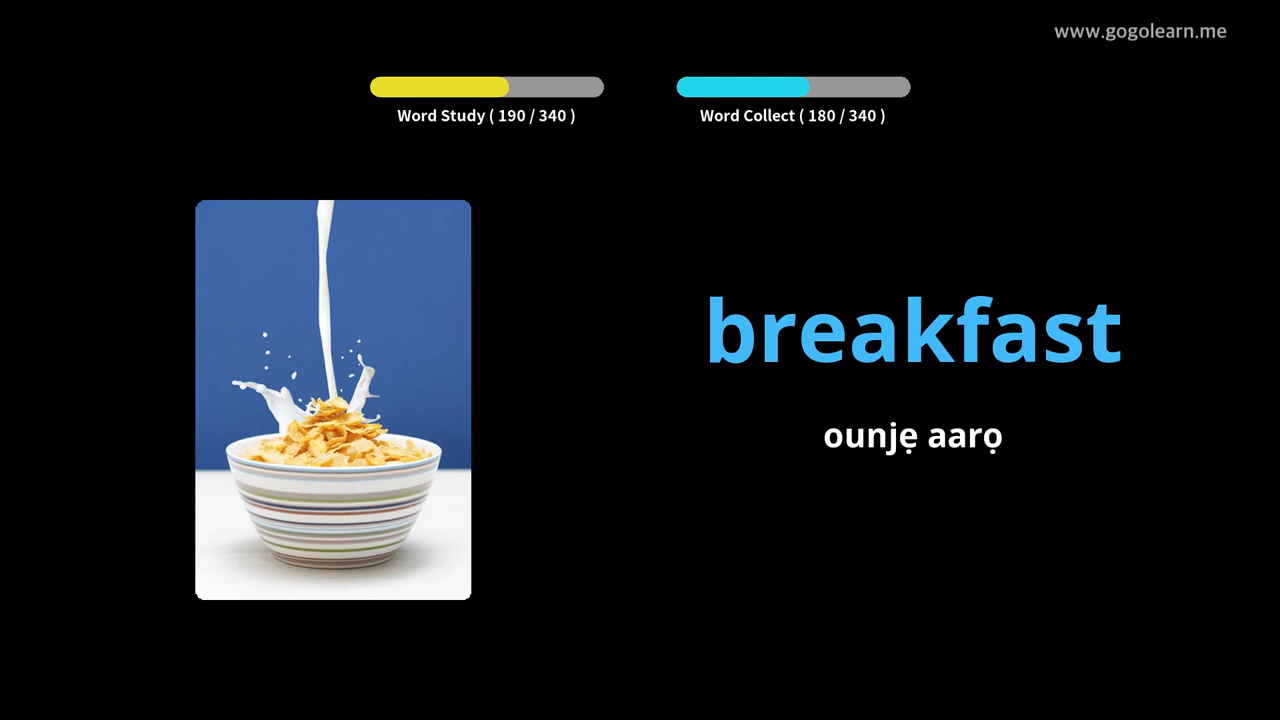 www.gogolearn.me
Word Study ( 190 / 340 )
Word Collect ( 180 / 340 )
breakfast
ounjẹ aarọ